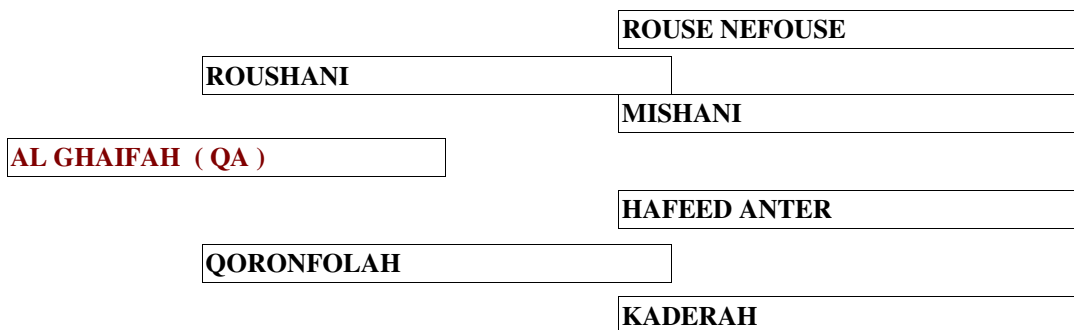 ROUSE NEFOUSE
ROUSHANI
MISHANI
AL GHAIFAH ( QA )
HAFEED ANTER
QORONFOLAH
KADERAH